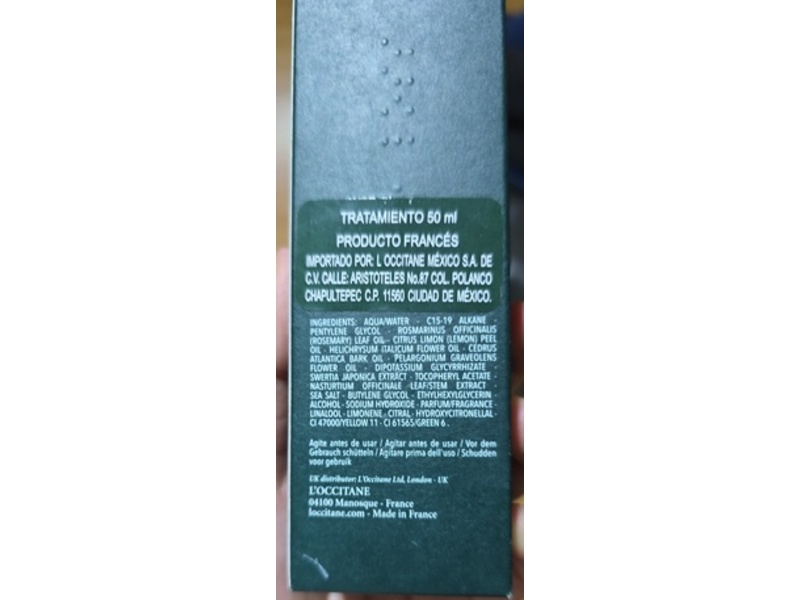 TRATAMIENTO 50 ml
PRODUCTO FRANCÉS
IMPORTADO POR: L OCCITANE MÉXICO S.A. DE
C.V. CALLE: ARISTOTELES No.87 COL. POLANCO
CHAPULTEPEC C.P. 11560 CIUDAD DE MÉXICO.
INGREDIENTS: AQUA/WATER - C15-19 ALKANE -
PENTYLENE GLYCOL - ROSMARINUS OFFICINALIS
(ROSEMARY) LEAF OIL - CITRUS LIMON (LEMON) PEEL
OIL - HELICHRYSUM ITALICUM FLOWER OIL - CEDRUS
ATLANTICA BARK OIL - PELARGONIUM GRAVEOLENS
FLOWER OIL - DIPOTASSIUM GLYCYRRHIZATE -
SWERTIA JAPONICA EXTRACT - TOCOPHERYL ACETATE -
NASTURTIUM OFFICINALE LEAF/STEM EXTRACT -
SEA SALT - BUTYLENE GLYCOL - ETHYLHEXYLGLYCERIN -
ALCOHOL - SODIUM HYDROXIDE - PARFUM/FRAGRANCE -
LINALOOL - LIMONENE - CITRAL - HYDROXYCITRONELLAL -
CI 47000/YELLOW 11 - CI 61565/GREEN 6 .
Agite antes de usar / Agitar antes de usar / Vor dem
Gebrauch schütteln / Agitare prima dell'uso / Schudden
voor gebruik
UK distributor: L'Occitane Ltd, London - UK
L'OCCITANE
04100 Manosque - France
loccitane.com - Made in France